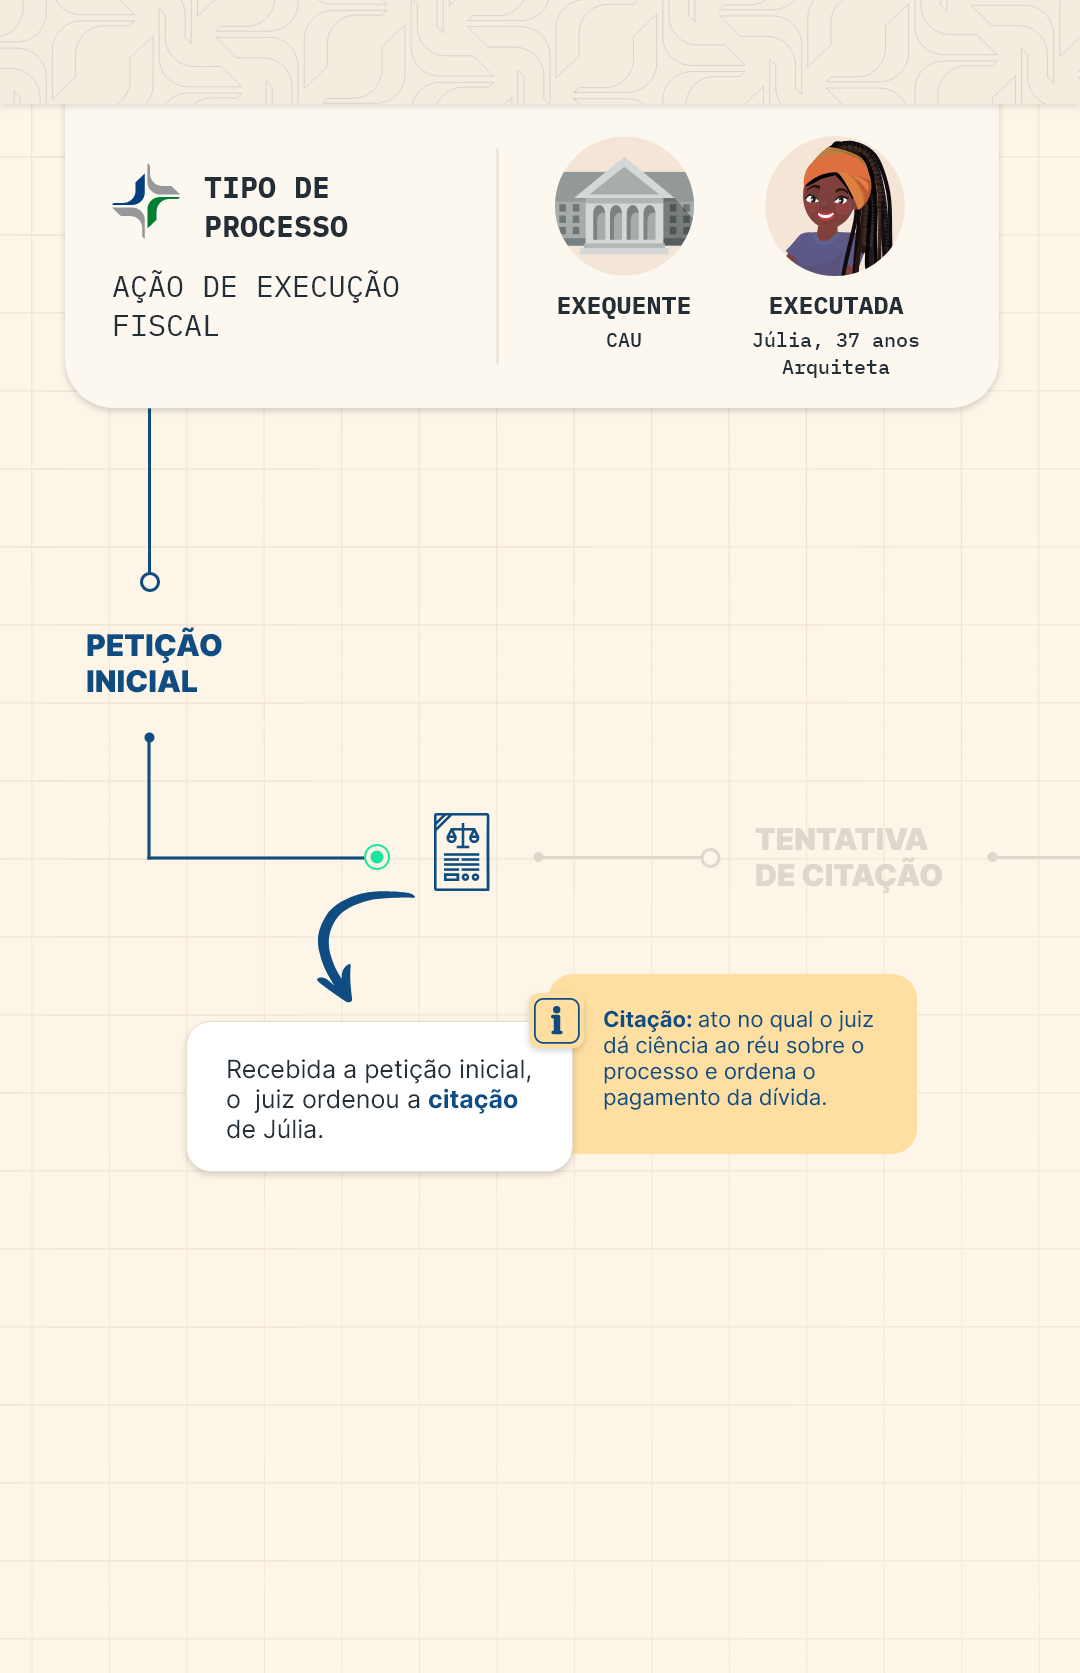 TIPO DE
PROCESSO
AÇÃO DE EXECUÇÃO
FISCAL
EXEQUENTE
CAU
EXECUTADA
Júlia, 37 anos
Arquiteta
PETIÇÃO
INICIAL
TENTATIVA
DE CITAÇÃO
Recebida a petição inicial,
o juiz ordenou a citação
de Júlia.
i
Citação: ato no qual o juiz
dá ciência ao réu sobre o
processo e ordena o
pagamento da dívida.